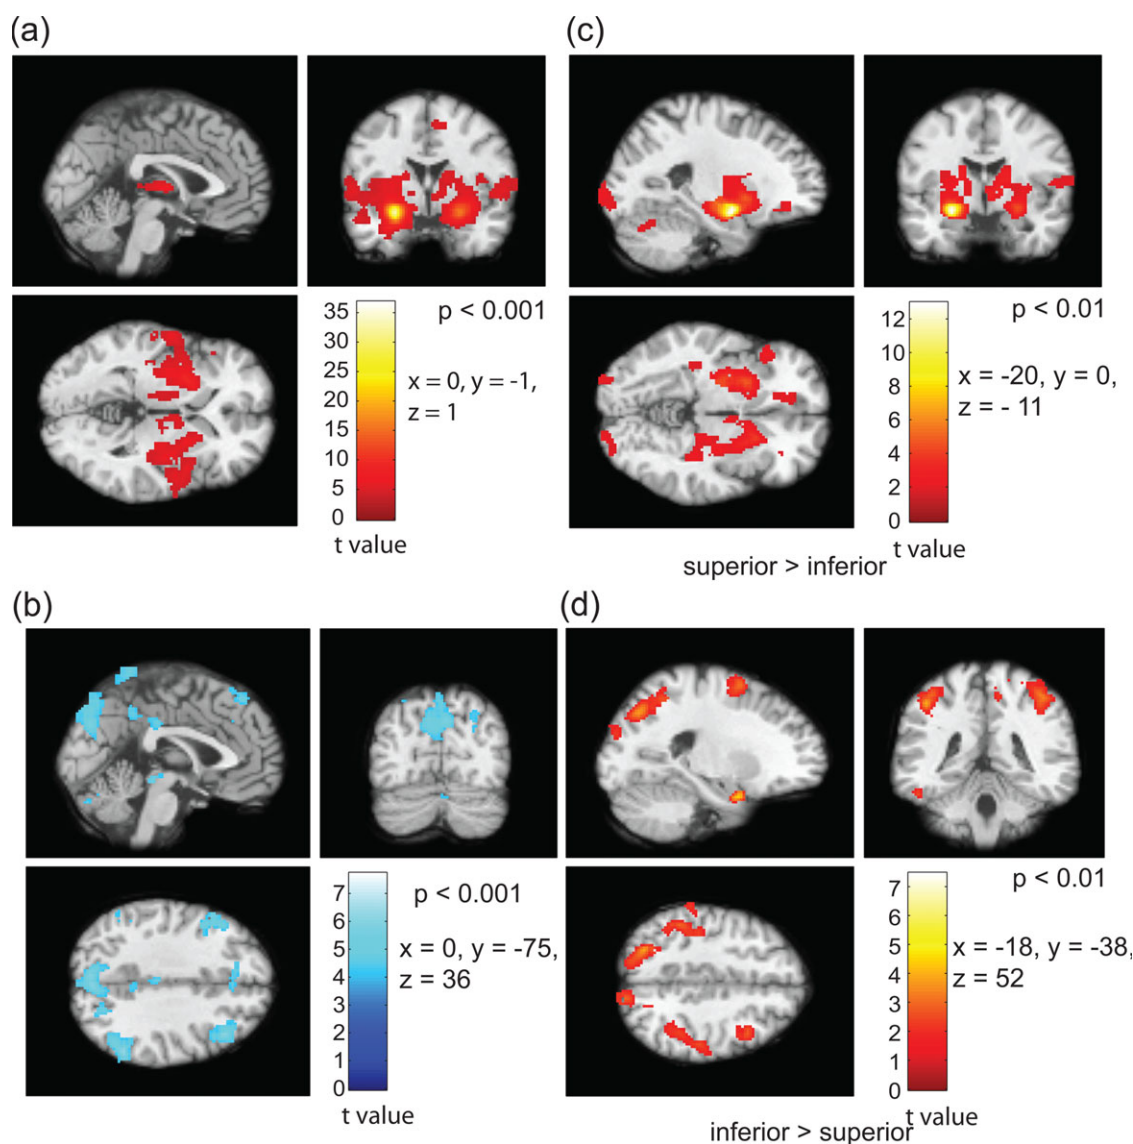 (a)
(c)
35
30
25
20
15
10
5
0
t value
p < 0.001
x = 0, y = -1,
z = 1
12
10
8
6
4
2
0
t value
p < 0.01
x = -20, y = 0,
z = - 11
superior > inferior
(b)
(d)
7
6
5
4
3
2
1
0
t value
p < 0.001
x = 0, y = -75,
z = 36
7
6
5
4
3
2
1
0
t value
p < 0.01
x = -18, y = -38,
z = 52
inferior > superior